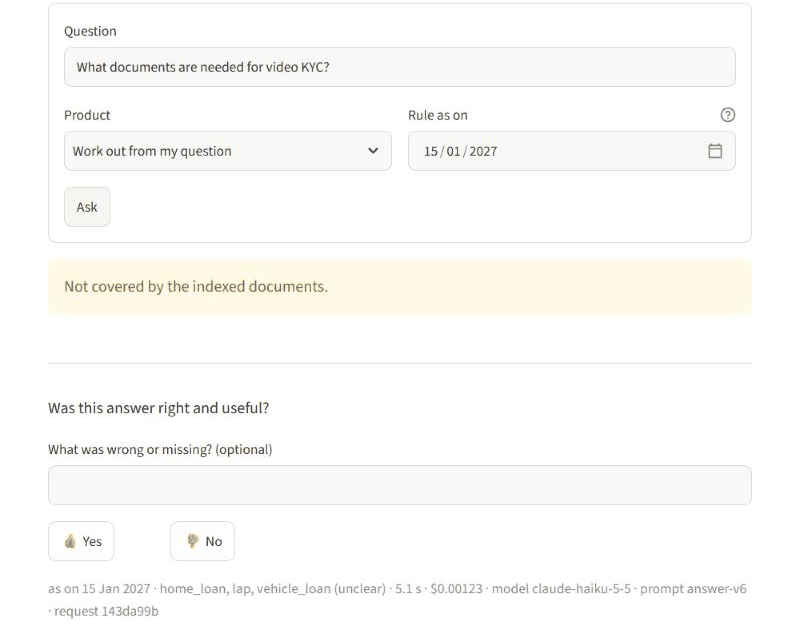 Question
What documents are needed for video KYC?
Product
Rule as on
Work out from my question
15/01/2027
Ask
Not covered by the indexed documents.
Was this answer right and useful?
What was wrong or missing? (optional)
Yes
No
as on 15 Jan 2027 · home_loan, lap, vehicle_loan (unclear) · 5.1 s · $0.00123 · model claude-haiku-5-5 · prompt answer-v6
· request 143da99b